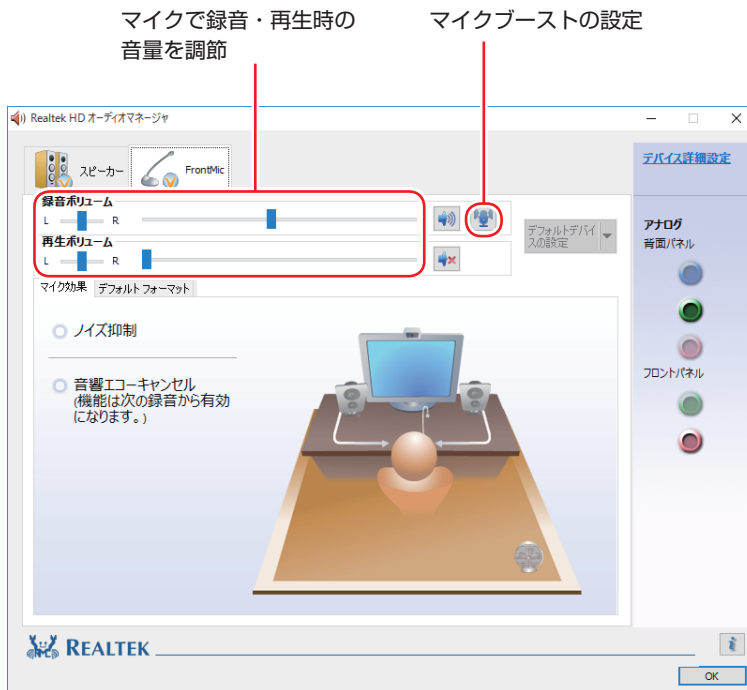 マイクで録音・再生時の
音量を調節
マイクブーストの設定
Realtek HD オーディオマネージャ
スピーカー
FrontMic
デバイス詳細設定
録音ボリューム
L R
再生ボリューム
L R
デフォルトデバイ
スの設定
アナログ
背面パネル
フロントパネル
マイク効果 デフォルト フォーマット
ノイズ抑制
音響エコーキャンセル
(機能は次の録音から有効
になります。)
REALTEK
i
OK